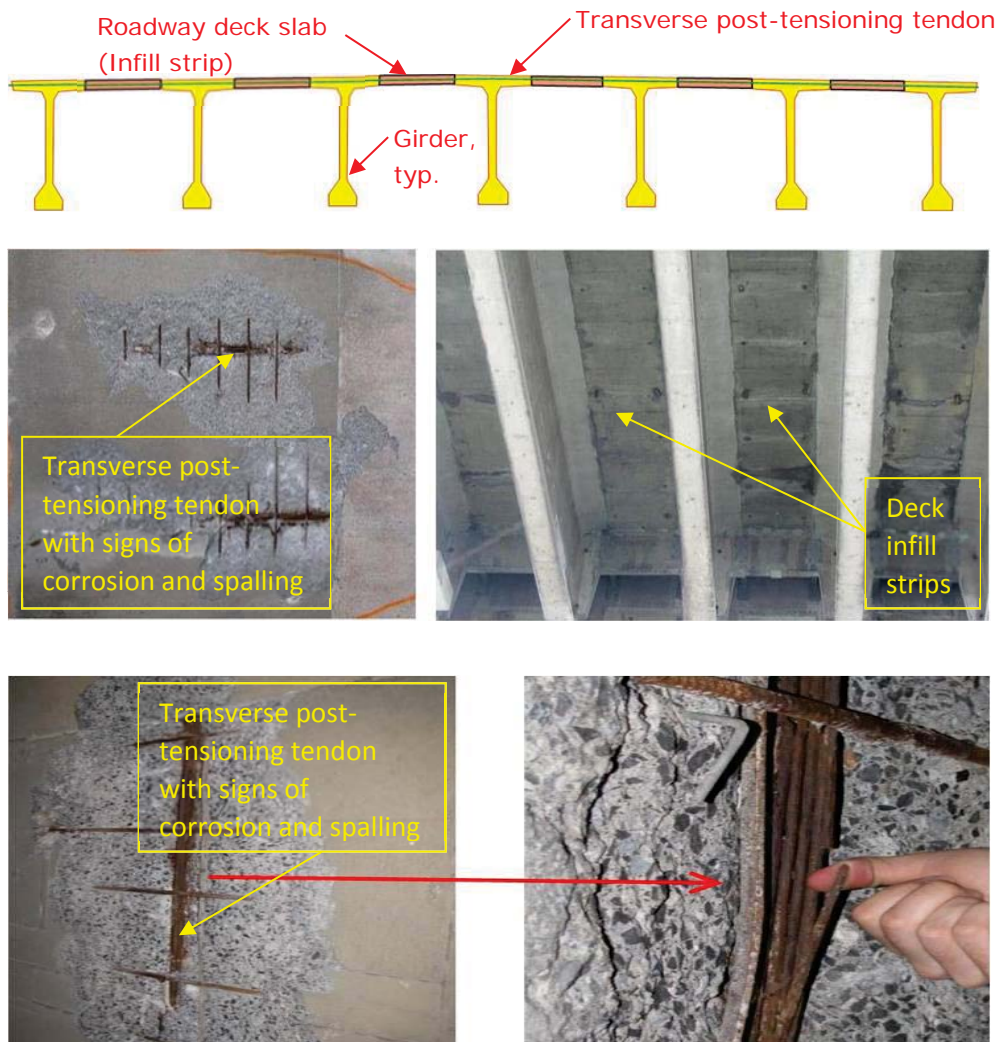 Roadway deck slab
(Infill strip)
Transverse post-tensioning tendon
Girder,
typ.
Transverse post-
tensioning tendon
with signs of
corrosion and spalling
Deck
infill
strips
Transverse post-
tensioning tendon
with signs of
corrosion and spalling